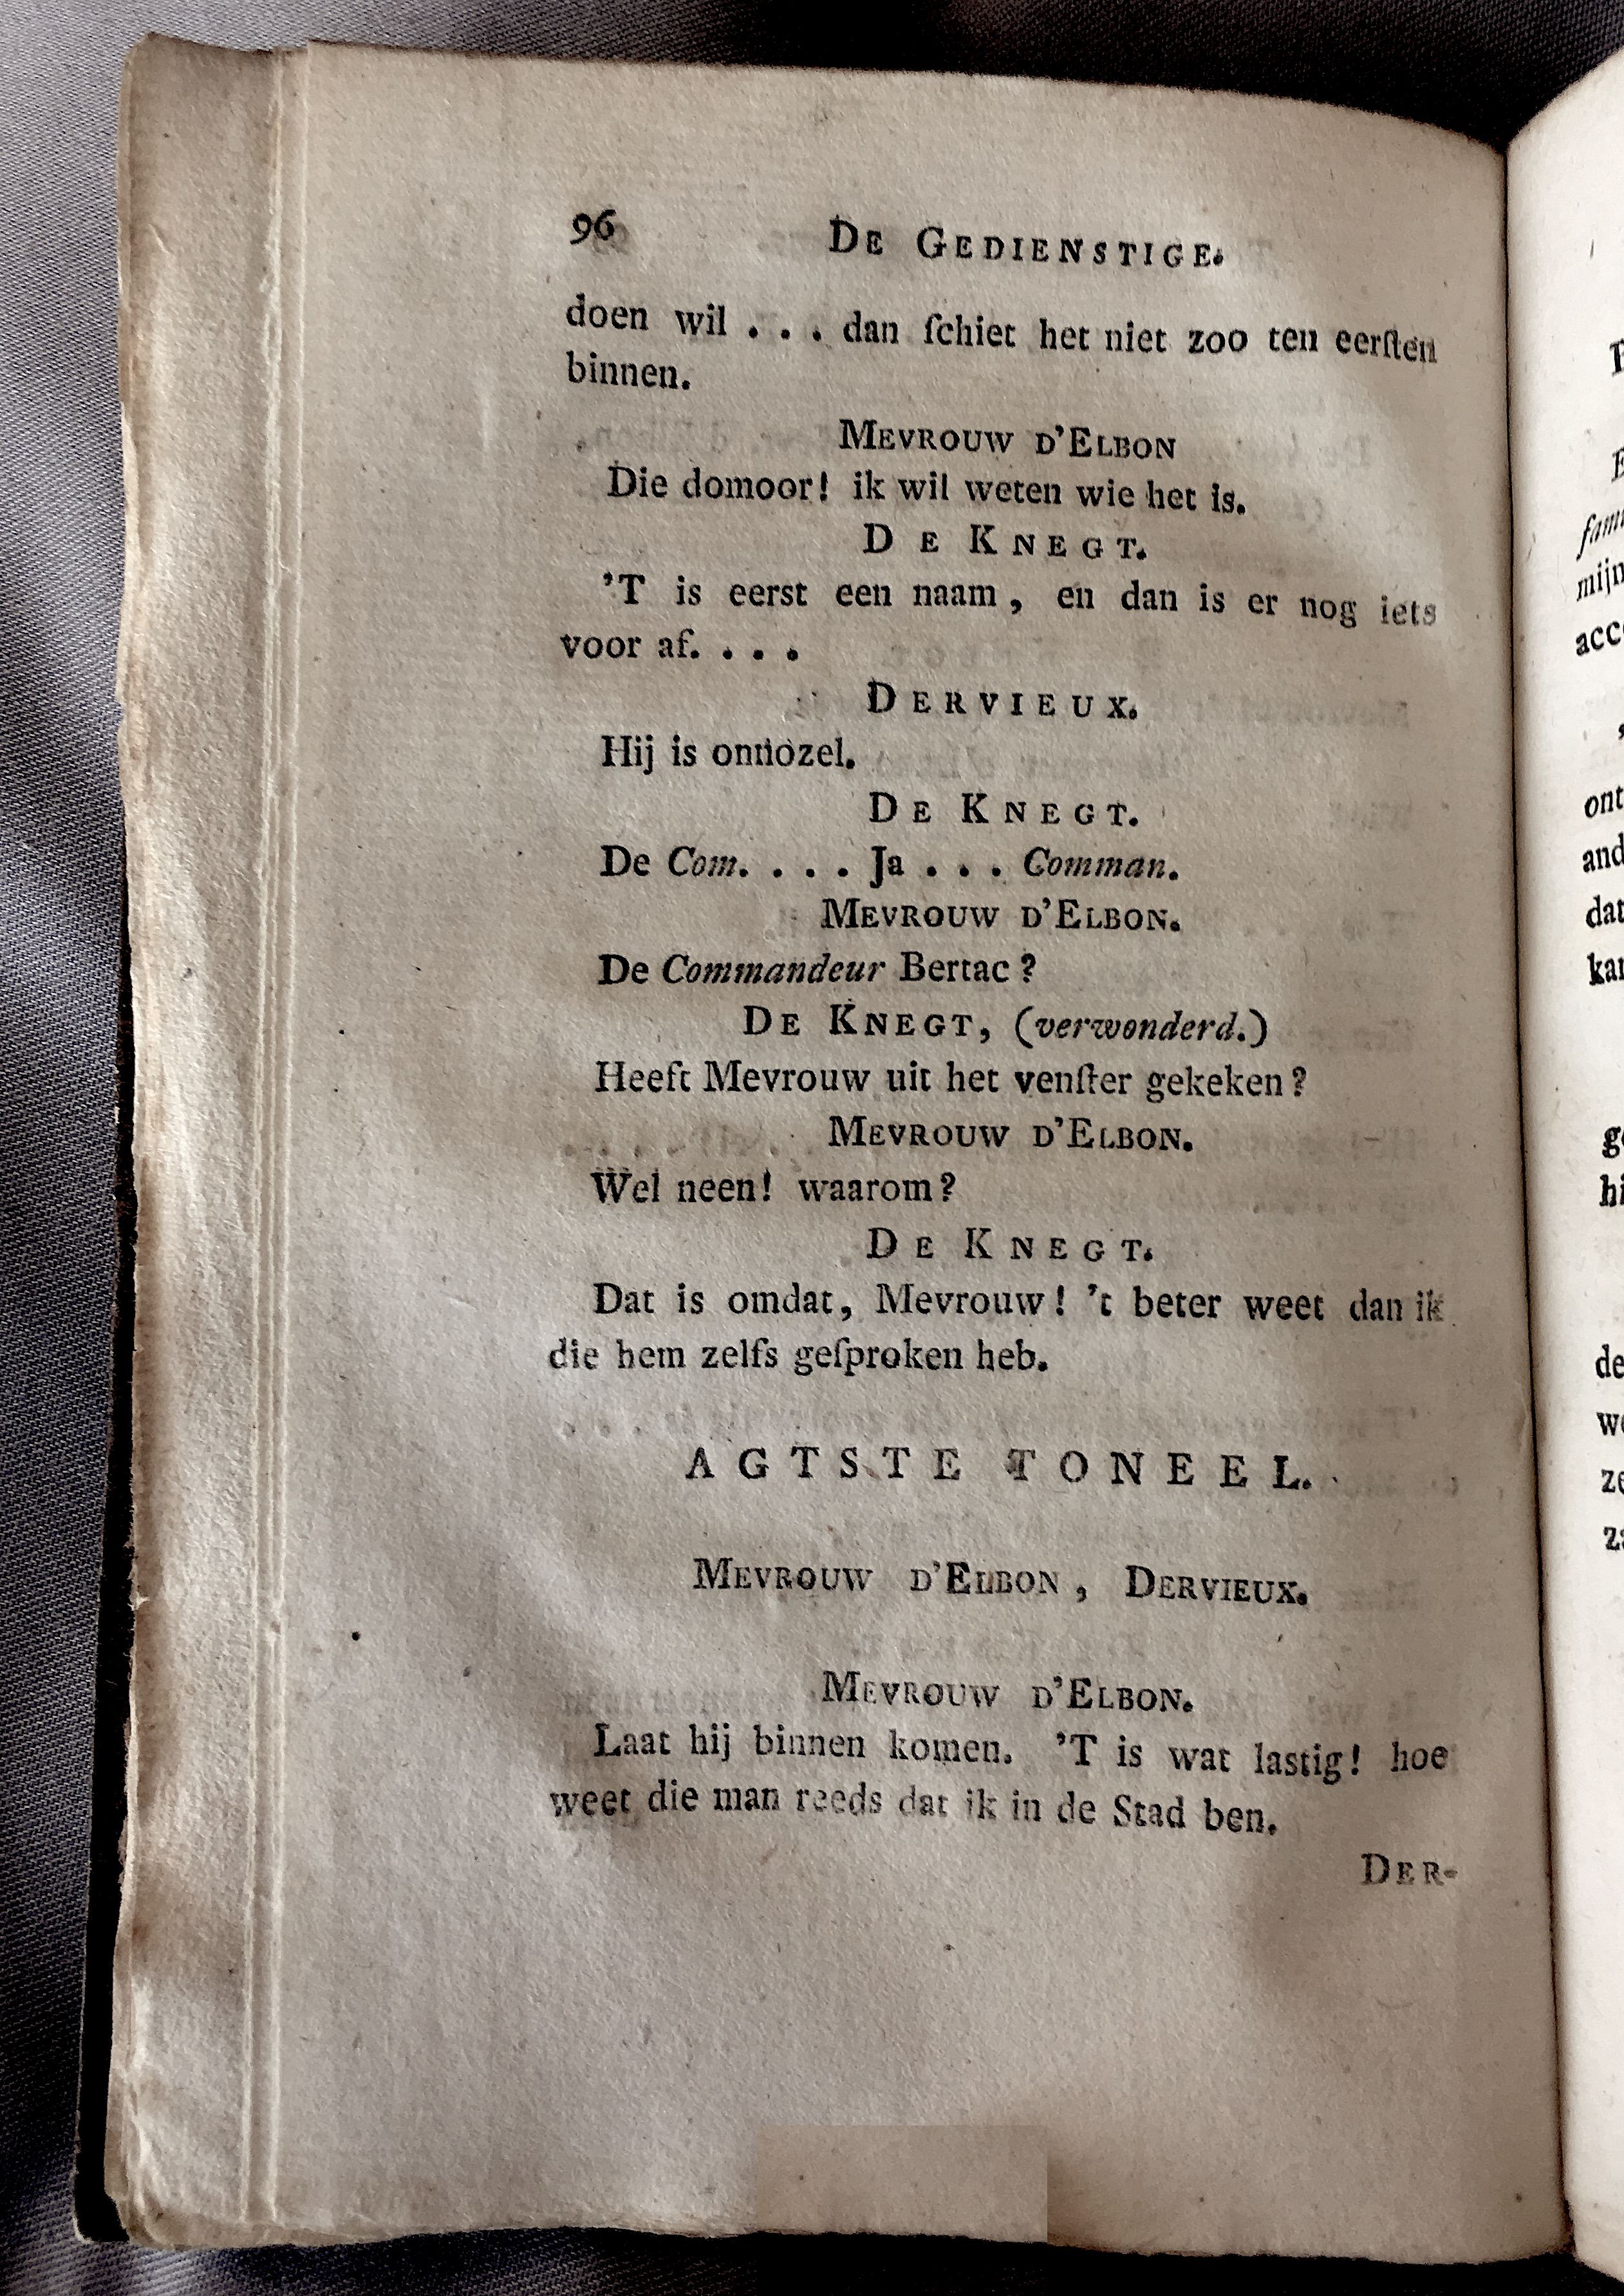 96 DE GEDIENSTIGE.
doen wil . . . dan ſchiet het niet zoo ten eerſten
binnen.
MEVROUW D'ELBON
Die domoor! ik wil weten wie het is.
DE KNEGT.
'T is eerst een naam, en dan is er nog iets
voor af. . . .
DERVIEUX.
Hij is onnozel.
DE KNEGT.
De Com. . . . Ja . . . Comman.
MEVROUW D'ELBON.
De Commandeur Bertac?
DE KNEGT, (verwonderd.)
Heeft Mevrouw uit het venſter gekeken?
MEVROUW D'ELBON.
Wel neen! waarom?
DE KNEGT.
Dat is omdat, Mevrouw! 't beter weet dan ik
die hem zelfs geſproken heb.
AGTSTE TONEEL.
MEVROUW D'ELBON, DERVIEUX.
MEVROUW D'ELBON.
Laat hij binnen komen. 'T is wat lastig! hoe
weet die man reeds dat ik in de Stad ben.
DER-